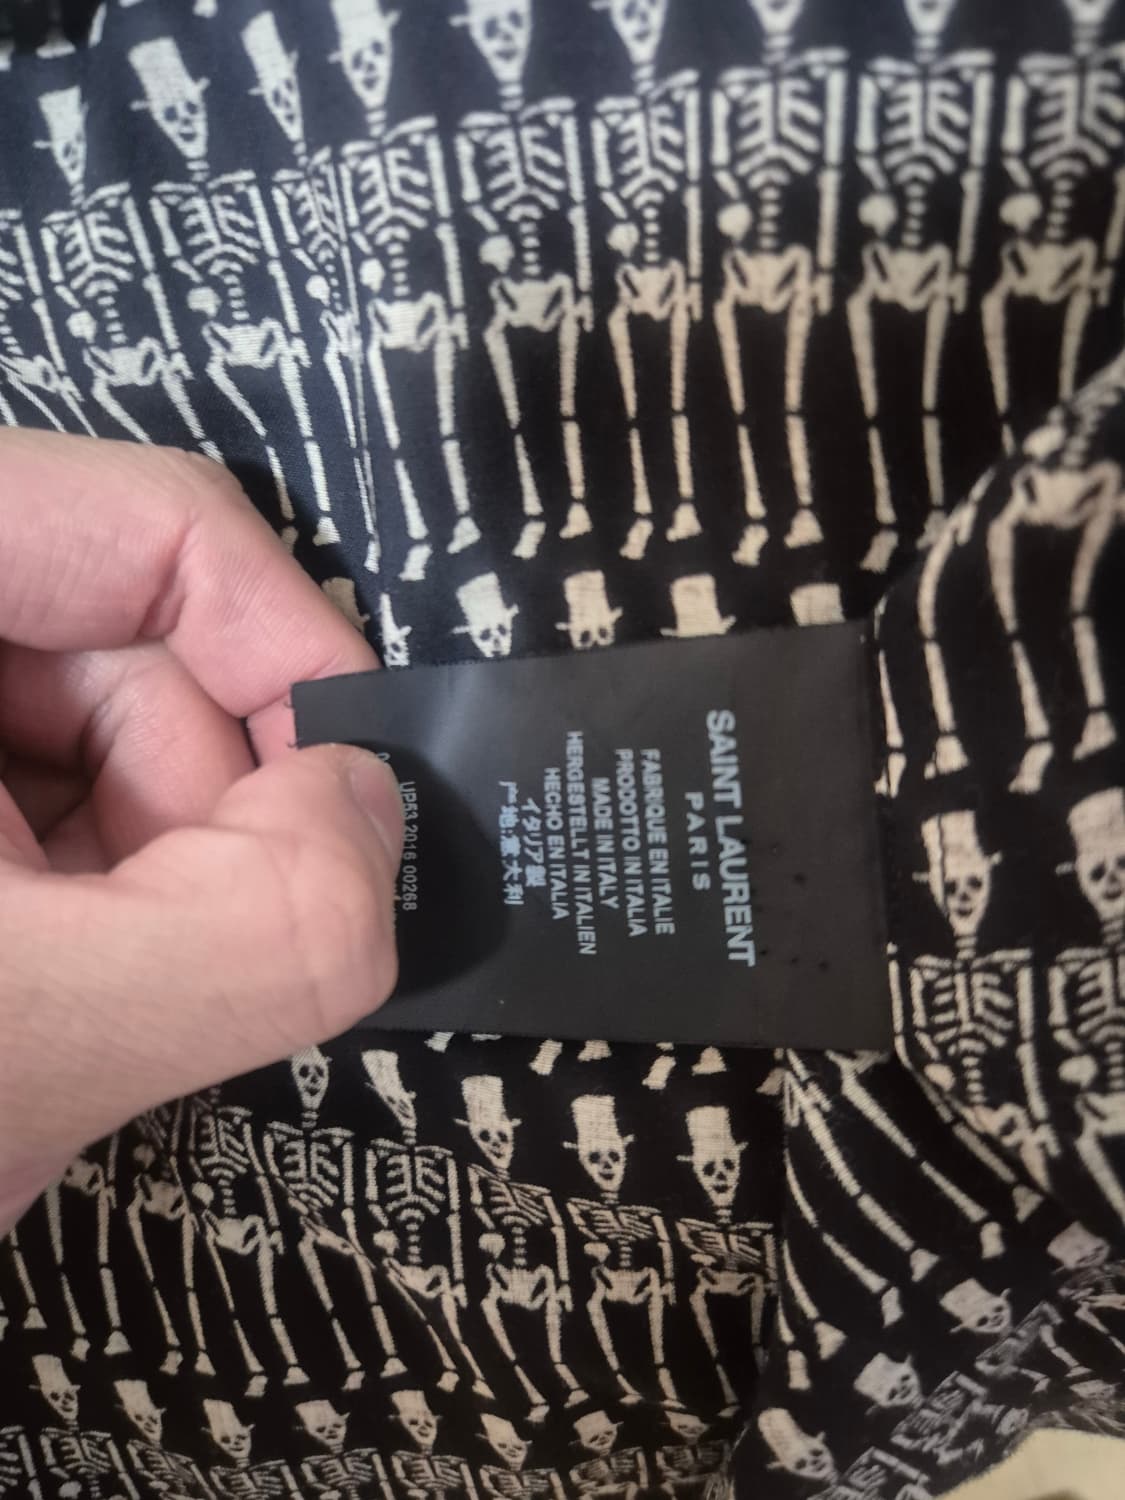 SAINT LAURENT
PARIS
FABRIQUE EN ITALIE
PRODOTTO IN ITALIA
MADE IN ITALY
HERGESTELLT IN ITALIEN
HECHO EN ITALIA
イタリア製
产地:意大利
UP53 2016 00268